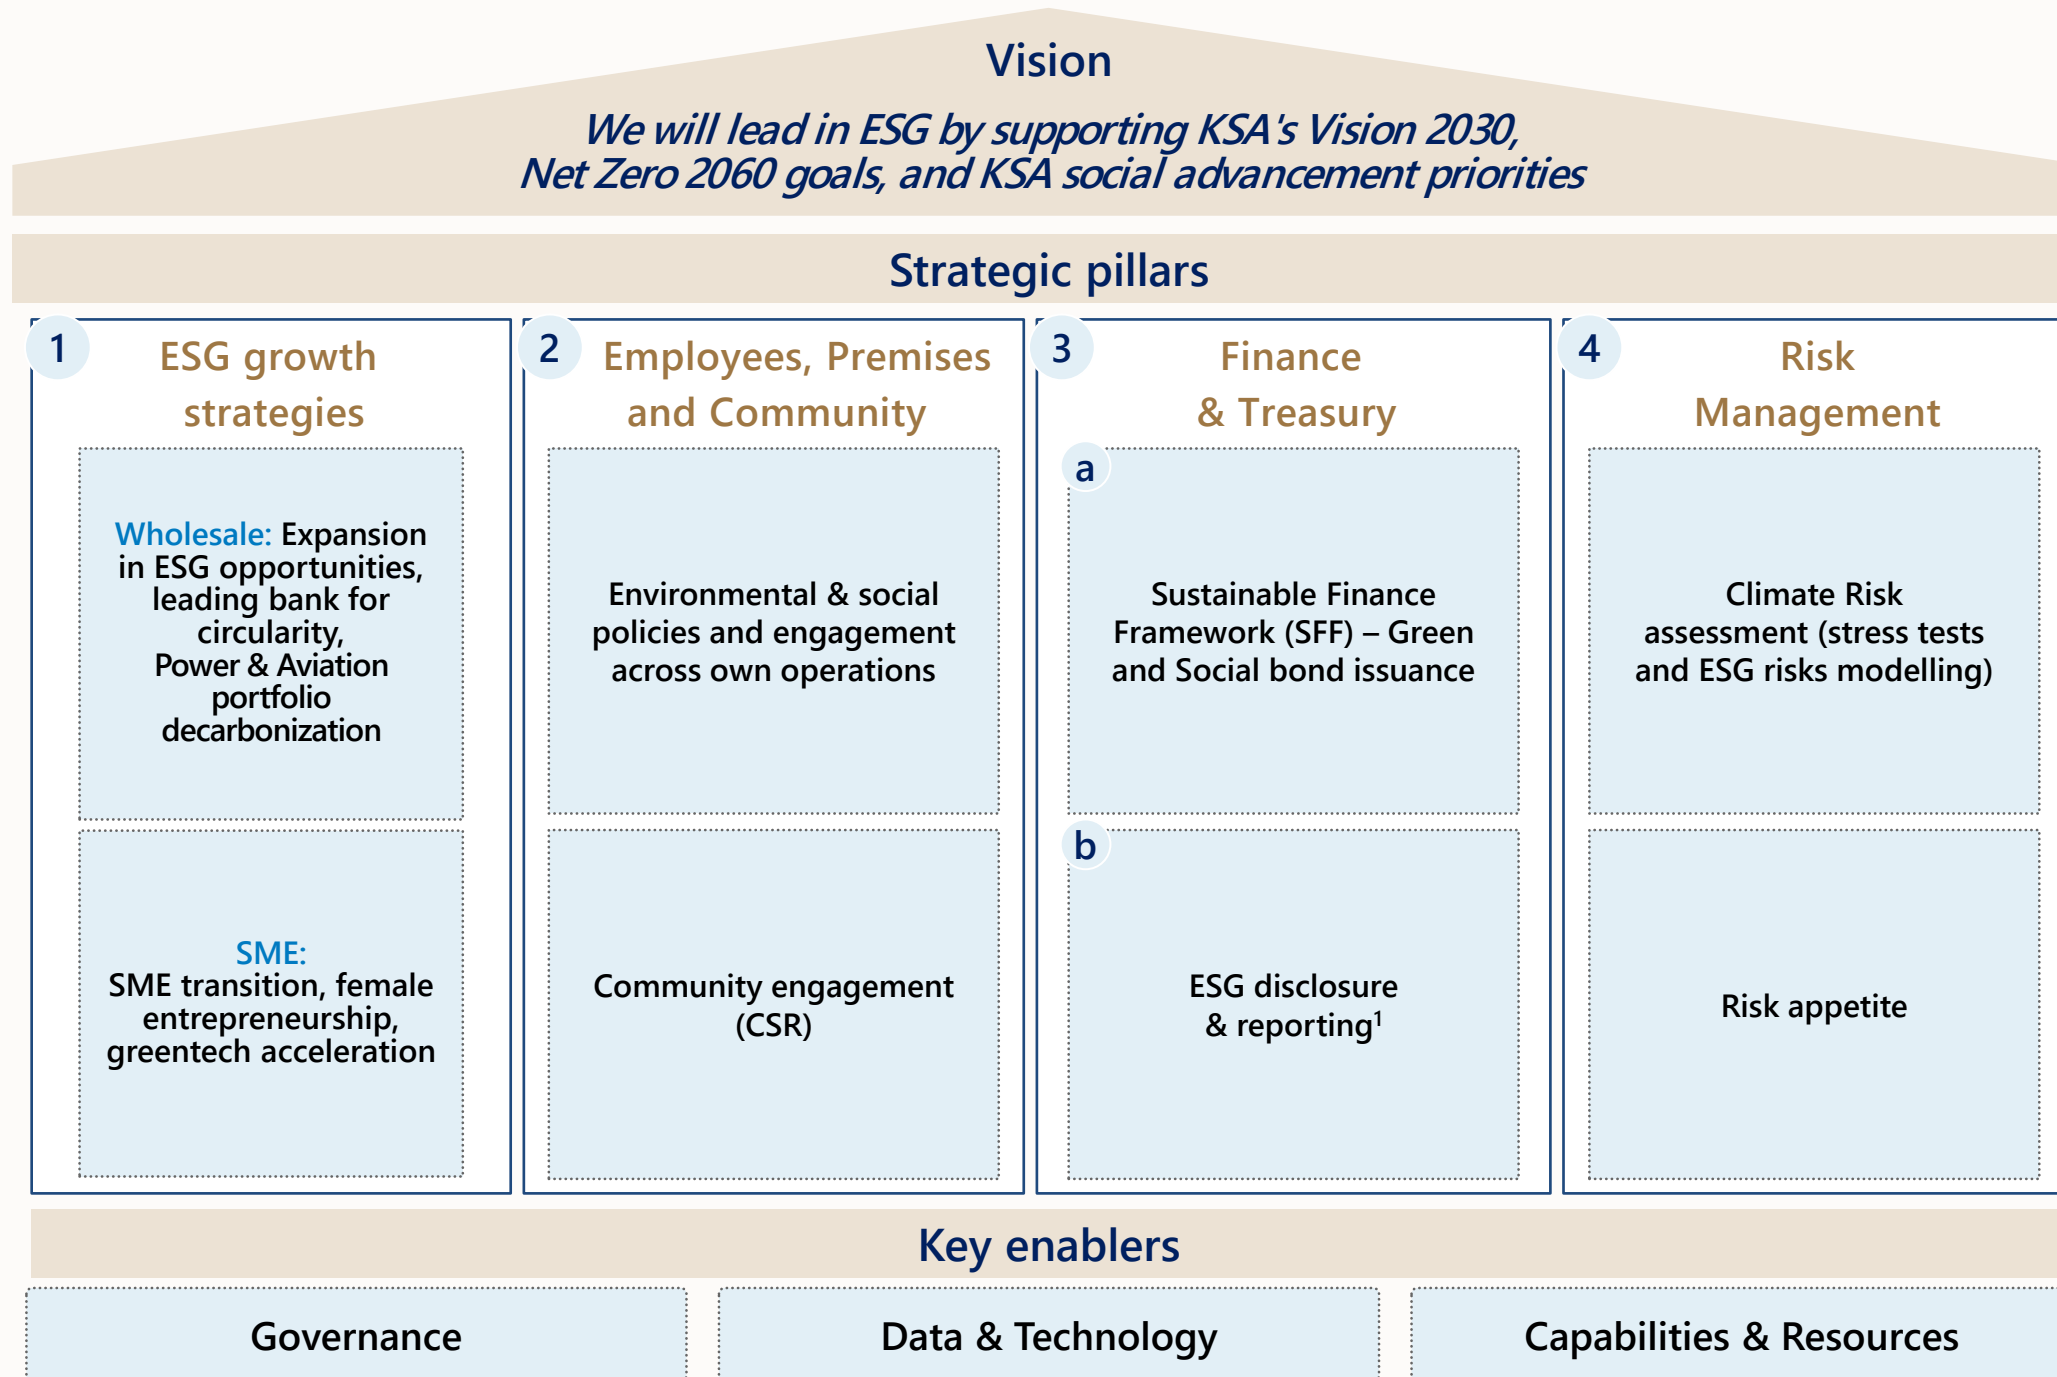 Vision
We will lead in ESG by supporting KSA's Vision 2030,
Net Zero 2060 goals, and KSA social advancement priorities
Strategic pillars
1
ESG growth
strategies
Wholesale: Expansion
in ESG opportunities,
leading bank for
circularity,
Power & Aviation
portfolio
decarbonization
SME:
SME transition, female
entrepreneurship,
greentech acceleration
2
Employees, Premises
and Community
Environmental & social
policies and engagement
across own operations
Community engagement
(CSR)
3
Finance
& Treasury
a
Sustainable Finance
Framework (SFF) – Green
and Social bond issuance
b
ESG disclosure
& reporting¹
4
Risk
Management
Climate Risk
assessment (stress tests
and ESG risks modelling)
Risk appetite
Key enablers
Governance
Data & Technology
Capabilities & Resources